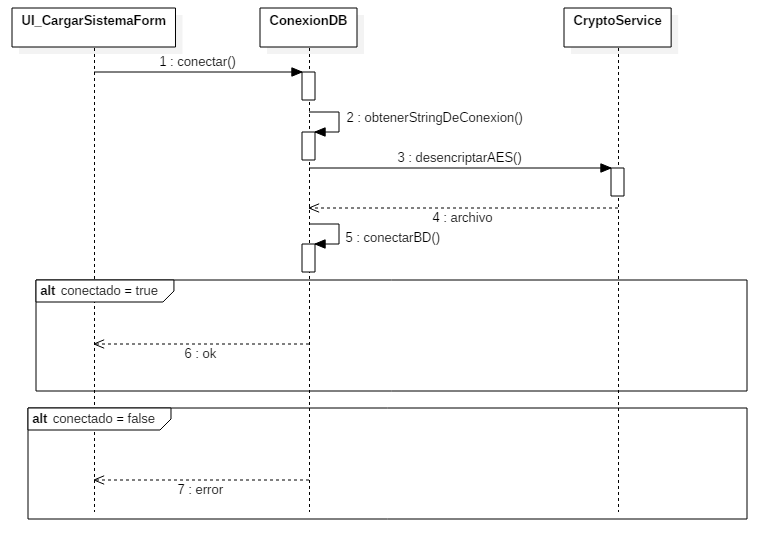 UI_CargarSistemaForm
ConexionDB
CryptoService
1 : conectar()
2 : obtenerStringDeConexion()
3 : desencriptarAES()
4 : archivo
5 : conectarBD()
alt conectado = true
6 : ok
alt conectado = false
7 : error